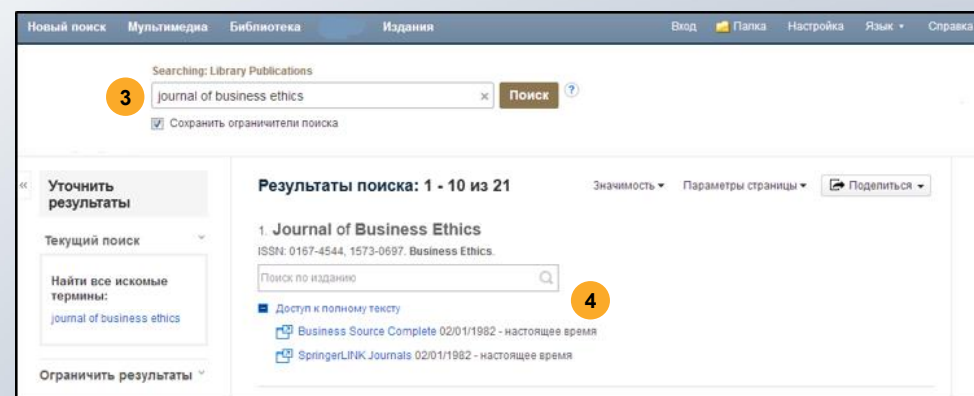 Новый поиск Мультимедиа Библиотека Издания Вход Папка Настройка Язык Справка
Searching: Library Publications
3 journal of business ethics × Поиск ?
Сохранить ограничители поиска
« Уточнить результаты
Результаты поиска: 1 - 10 из 21 Значимость Параметры страницы Поделиться
Текущий поиск
Найти все искомые
термины:
journal of business ethics
Ограничить результаты
1. Journal of Business Ethics
ISSN: 0167-4544, 1573-0697. Business Ethics.
Поиск по изданию
4
Доступ к полному тексту
Business Source Complete 02/01/1982 - настоящее время
SpringerLINK Journals 02/01/1982 - настоящее время